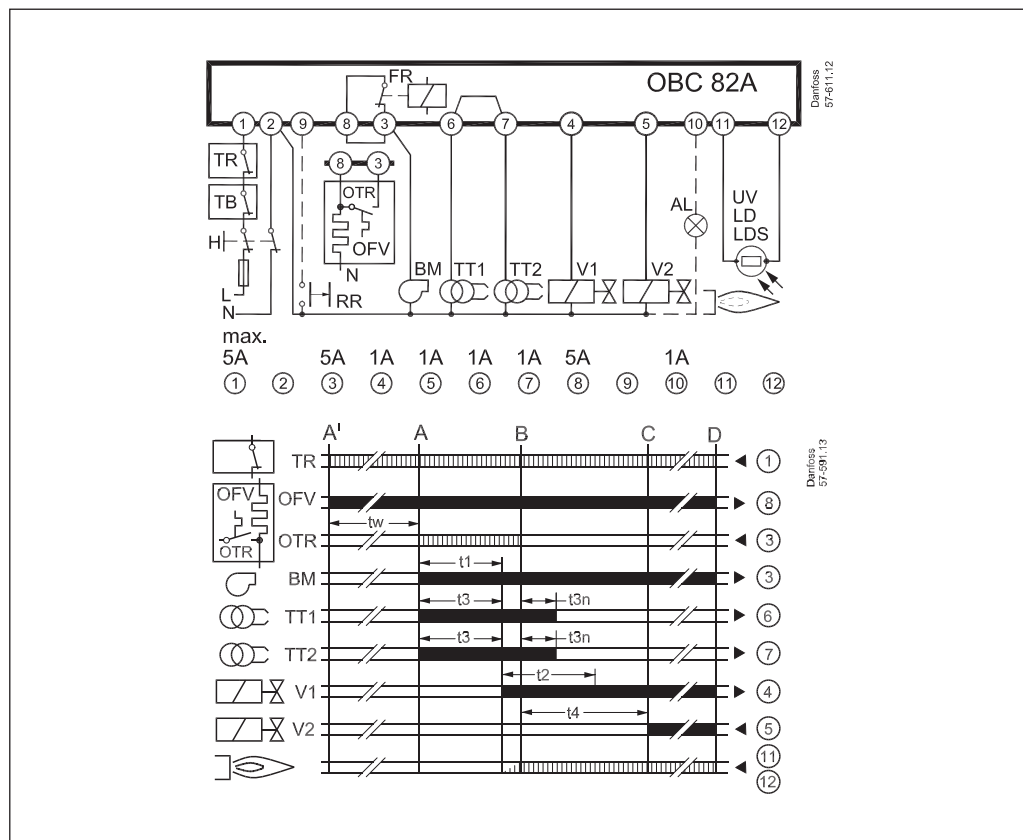 OBC 82A
Danfoss
57-611.12
FR
1 2 9 8 3 6 7 4 5 10 11 12
TR
8 3
TB
OTR
OFV
N
H
L
N
RR
BM TT1 TT2 V1 V2
AL
UV
LD
LDS
max.
5A 5A 1A 1A 1A 1A 5A 1A
1 2 3 4 5 6 7 8 9 10 11 12
A' A B C D
TR 1
Danfoss
57-591.13
OFV OFV 8
tw
OTR OTR 3
t1
BM 3
t3 t3n
TT1 6
t3 t3n
TT2 7
t2
V1 4
t4
V2 5
11
12